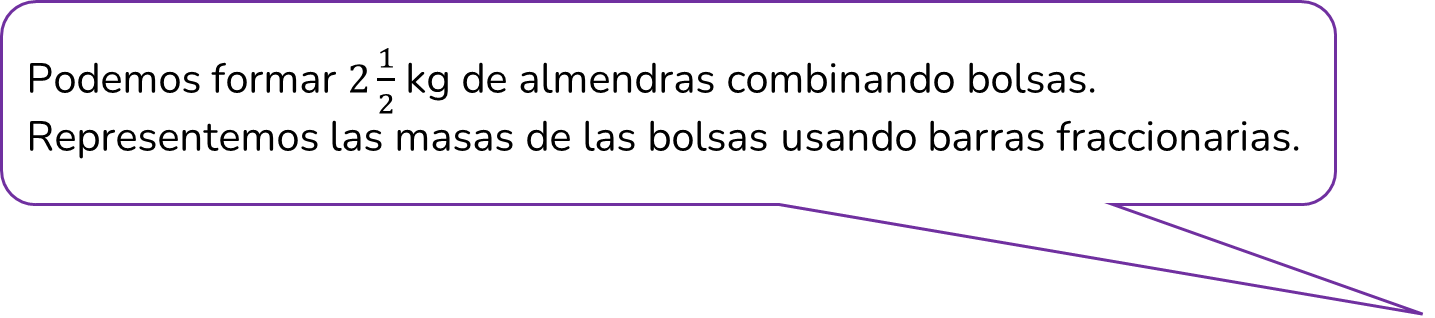 Podemos formar 2 1/2 kg de almendras combinando bolsas.
Representemos las masas de las bolsas usando barras fraccionarias.